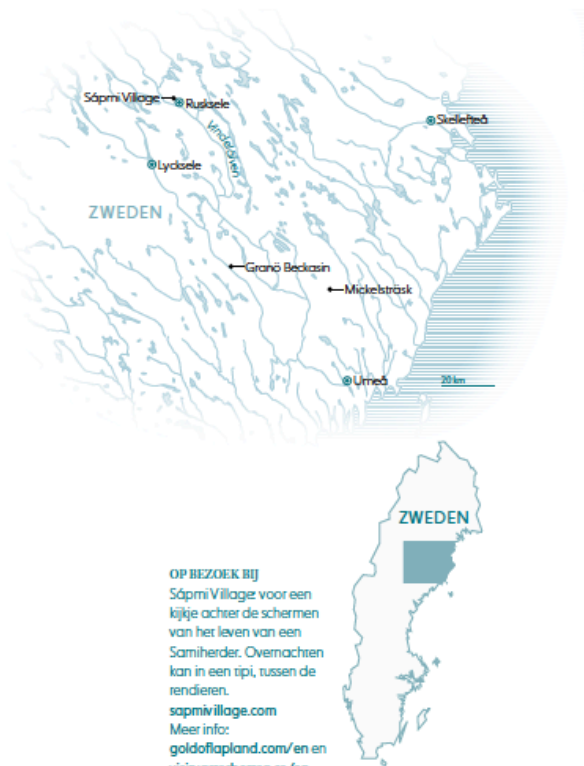 Sápmi Village
Rusksele
Vindelälven
Skellefteå
Lycksele
ZWEDEN
Granö Beckasin
Mickelsträsk
Umeå
20 km
ZWEDEN
OP BEZOEK BIJ
Sápmi Village: voor een
kijkje achter de schermen
van het leven van een
Samiherder. Overnachten
kan in een tipi, tussen de
rendieren.
sapmivillage.com
Meer info:
goldoflapland.com/en en